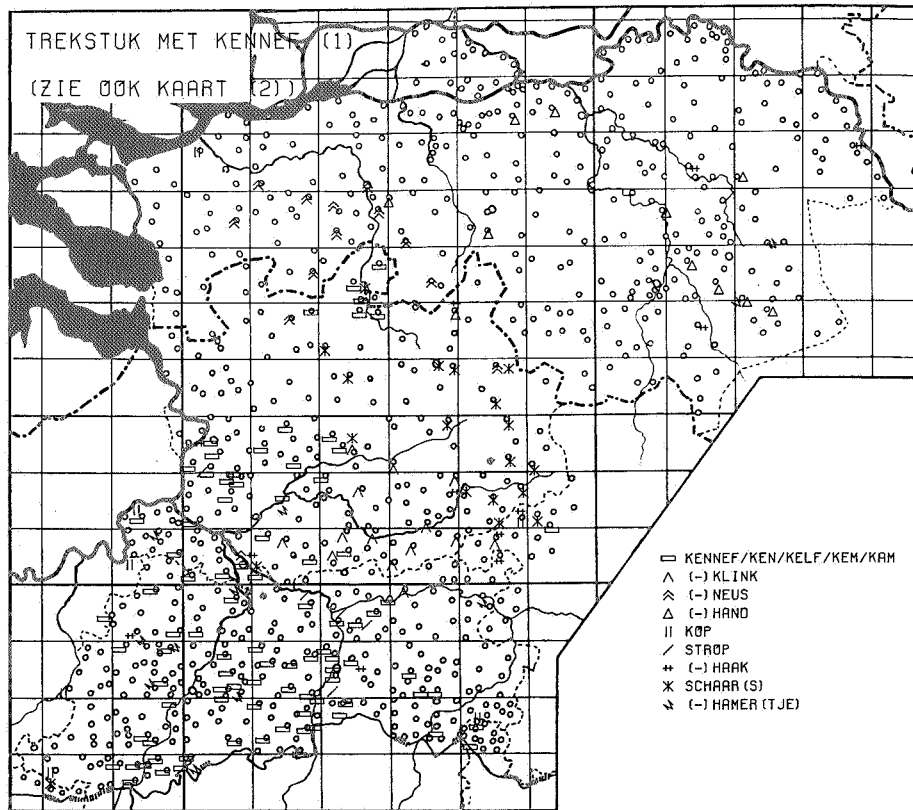 TREKSTUK MET KENNEF (1)
(ZIE OOK KAART (2))
KENNEF/KEN/KELF/KEM/KAM
(-) KLINK
(-) NEUS
(-) HAND
KOP
STROP
(-) HAAK
SCHAAR (S)
(-) HAMER (TJE)